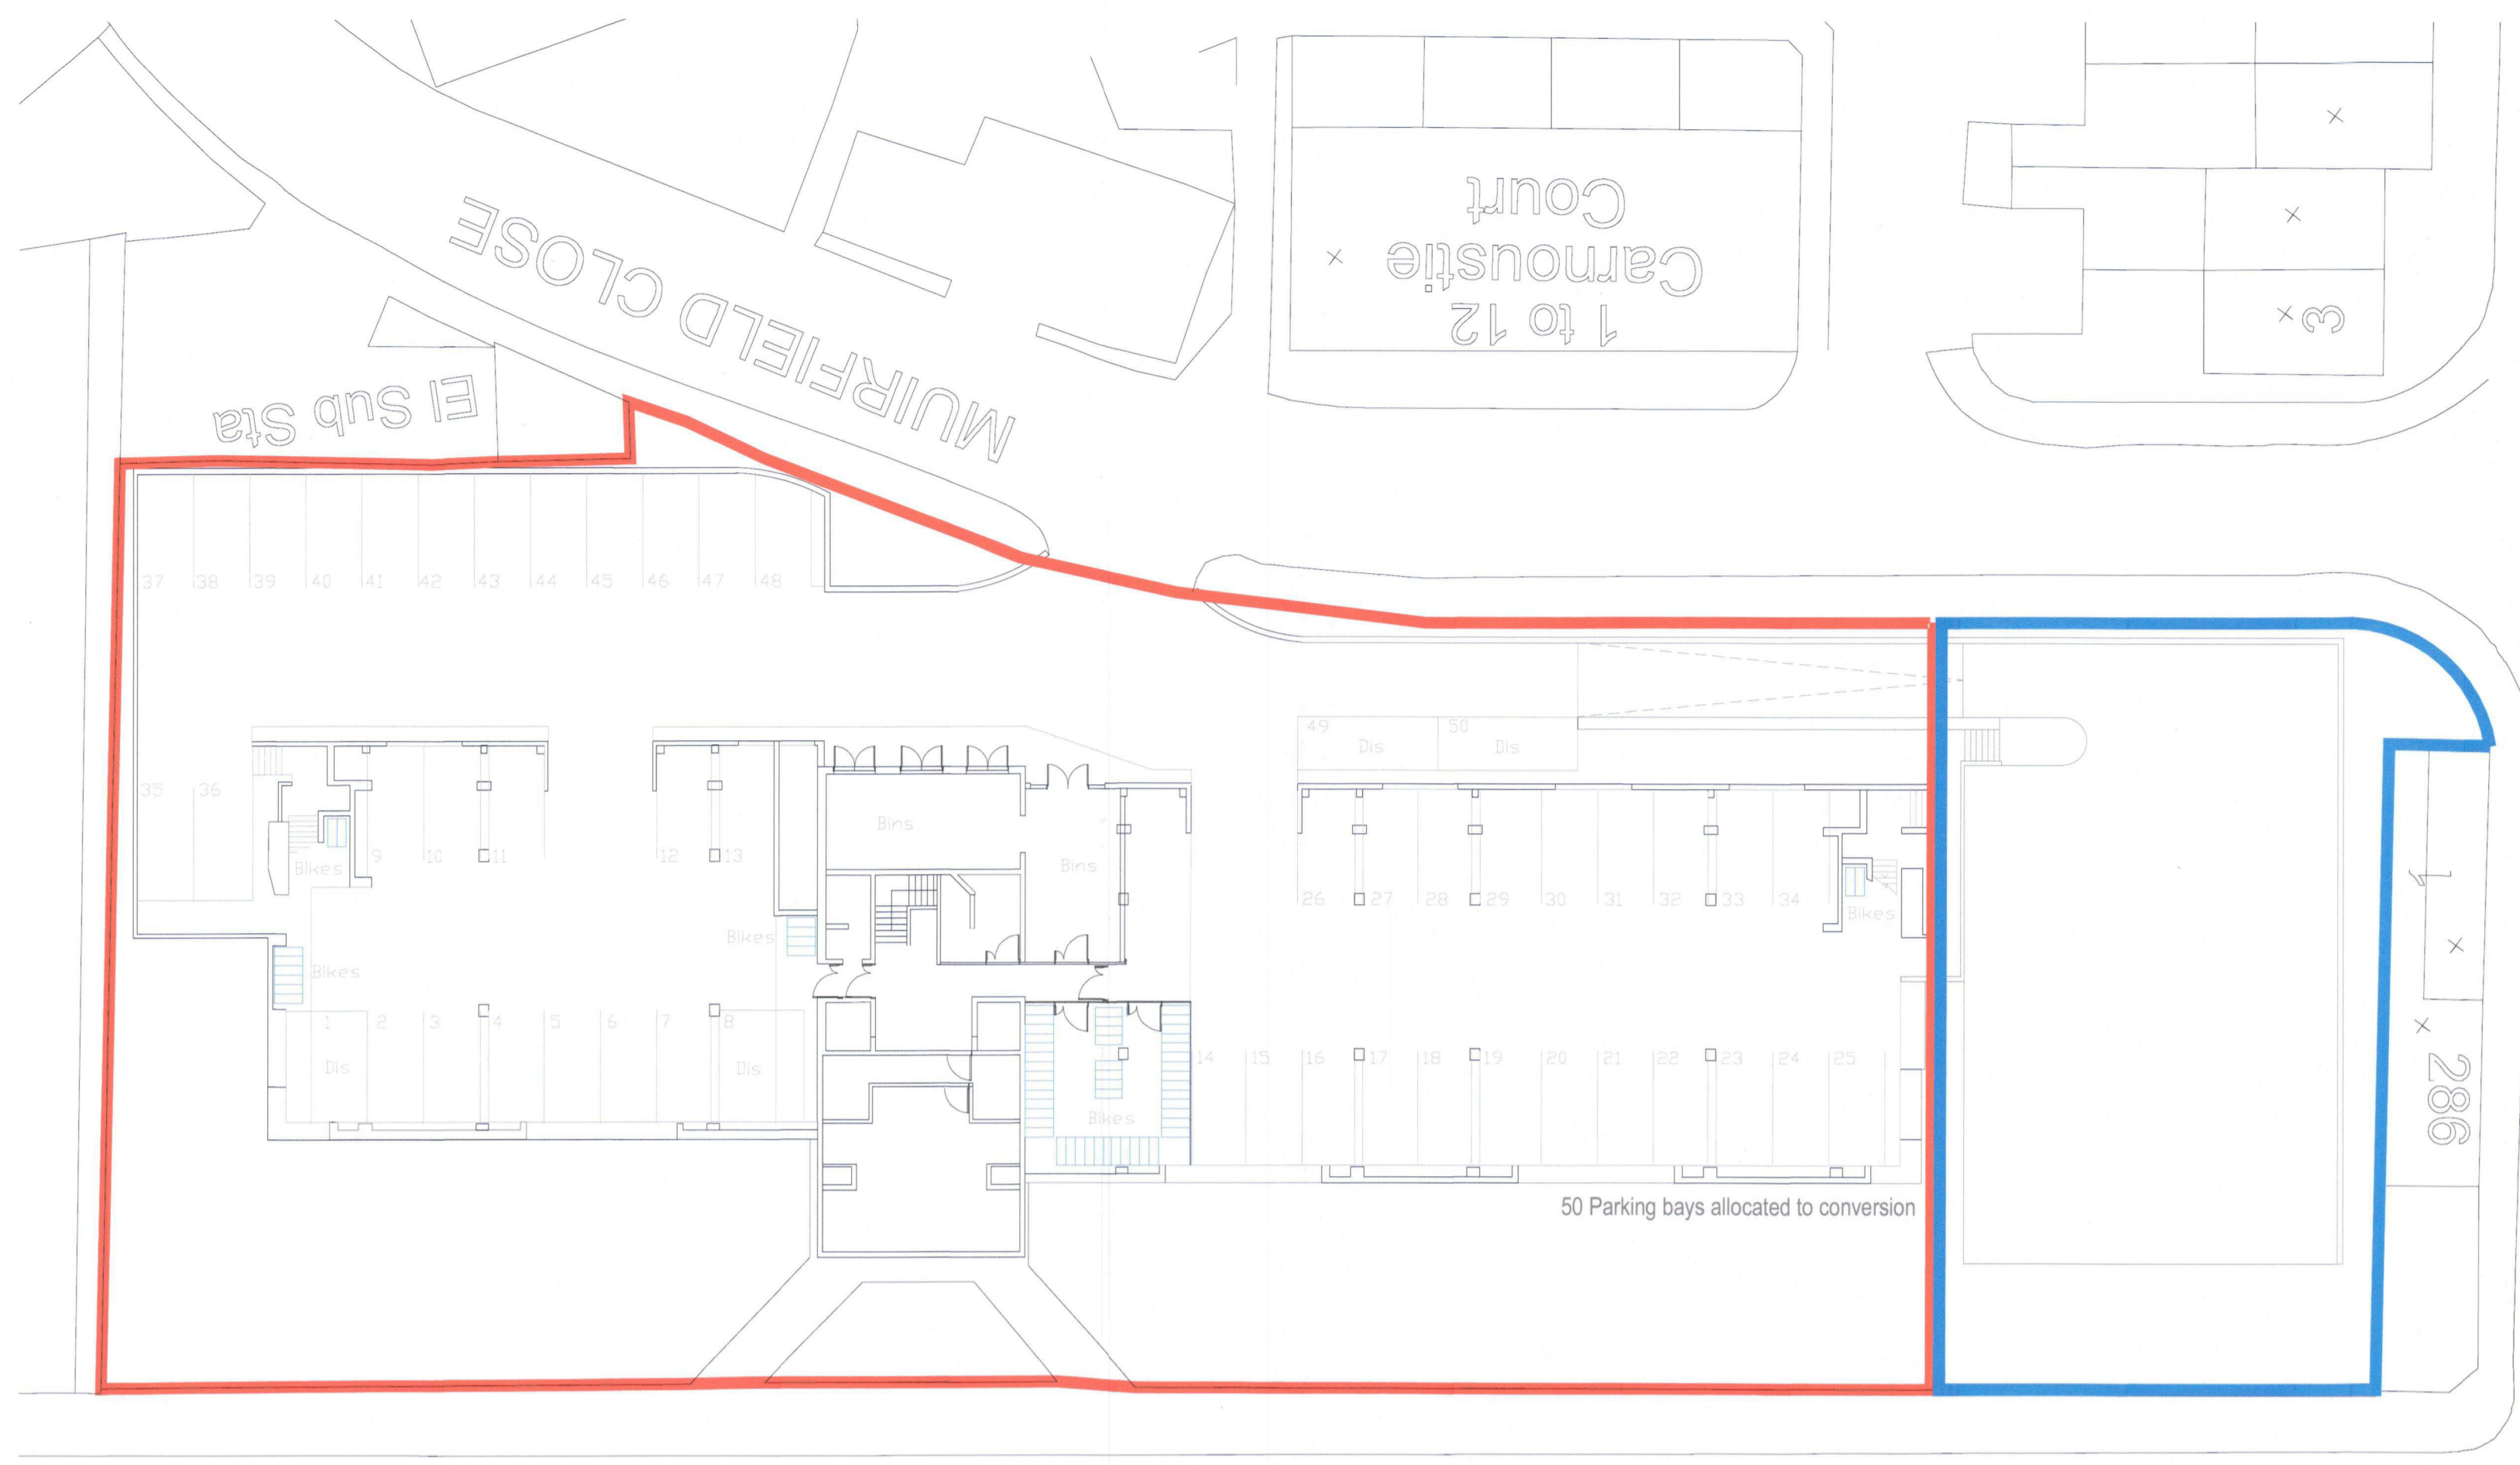 1 to 12
Carnoustie
Court
3
MUIRFIELD CLOSE
El Sub Sta
37 38 39 40 41 42 43 44 45 46 47 48
49 Dis 50 Dis
35 36
Bikes 9 10 11 12 13
Bins
Bins
26 27 28 29 30 31 32 33 34
Bikes
Bikes
Bikes
1 2 3 4 5 6 7 8
Dis Dis
14 15 16 17 18 19 20 21 22 23 24 25
Bikes
286
50 Parking bays allocated to conversion